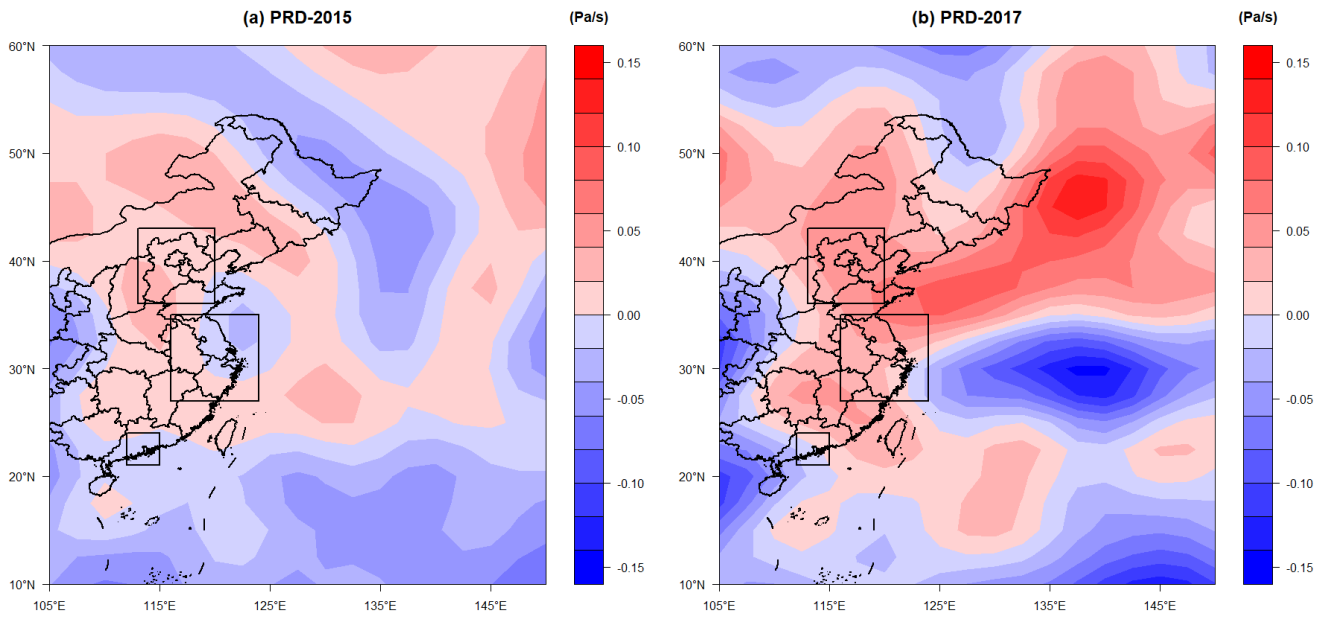 (a) PRD-2015
(Pa/s)
60°N
50°N
40°N
30°N
20°N
10°N
105°E
115°E
125°E
135°E
145°E
0.15
0.10
0.05
0.00
-0.05
-0.10
-0.15
(b) PRD-2017
(Pa/s)
60°N
50°N
40°N
30°N
20°N
10°N
105°E
115°E
125°E
135°E
145°E
0.15
0.10
0.05
0.00
-0.05
-0.10
-0.15